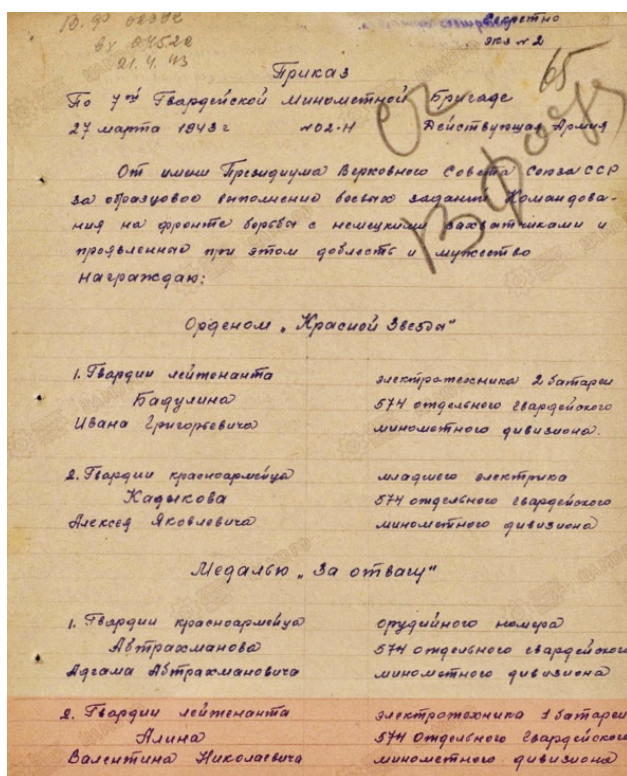 Секретно
экз № 2
21.4.43
65
Приказ
По 7ой Гвардейской Минометной Бригаде
27 марта 1943 г №02-Н Действующая Армия
От имени Президиума Верховного Совета Союза ССР
за образцовое выполнение боевых заданий Командова-
ния на фронте борьбы с немецкими захватчиками и
проявленные при этом доблесть и мужество
награждаю:
Орденом „Красной Звезды"
1. Гвардии лейтенанта электротехника 2 батареи
Бадулина 574 отдельного гвардейского
Ивана Григорьевича минометного дивизиона.
2. Гвардии красноармейца младшего электрика
Кадыкова 574 отдельного гвардейского
Алексея Яковлевича минометного дивизиона
Медалью „За отвагу"
1. Гвардии красноармейца орудийного номера
Абтрахманова 574 отдельного гвардейского
Адгама Абтрахмановича минометного дивизиона
2. Гвардии лейтенанта электротехника 1 батареи
Алина 574 отдельного гвардейского
Валентина Николаевича минометного дивизиона